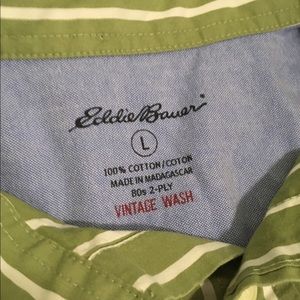 Eddie Bauer
L
100% COTTON/COTON
MADE IN MADAGASCAR
80s 2-PLY
VINTAGE WASH